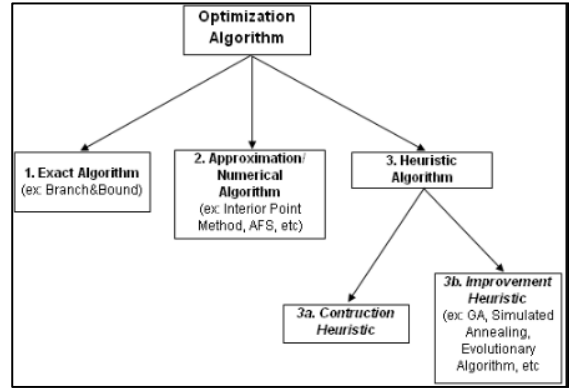 Optimization
Algorithm
1. Exact Algorithm
(ex: Branch&Bound)
2. Approximation/
Numerical
Algorithm
(ex: Interior Point
Method, AFS, etc)
3. Heuristic
Algorithm
3a. Contruction
Heuristic
3b. Improvement
Heuristic
(ex: GA, Simulated
Annealing,
Evolutionary
Algorithm, etc